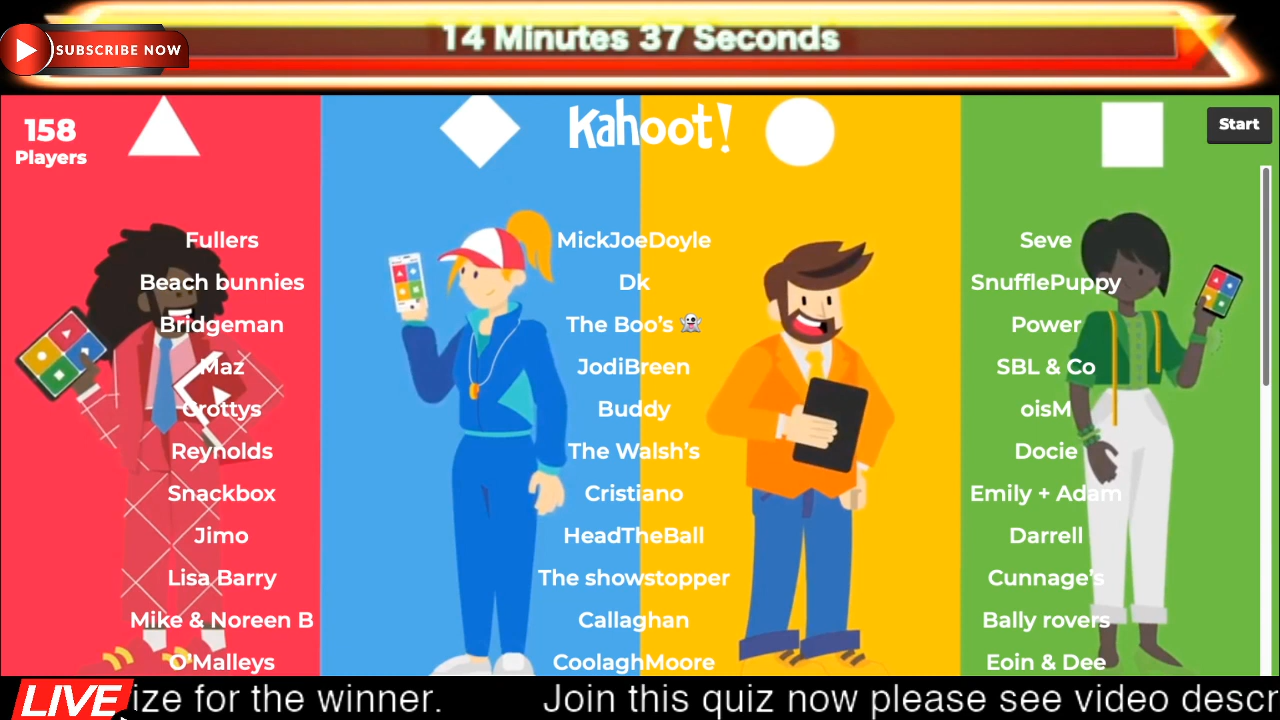 14 Minutes 37 Seconds
SUBSCRIBE NOW
158
Players
Kahoot!
Start
Fullers
MickJoeDoyle
Seve
Beach bunnies
Dk
SnufflePuppy
Bridgeman
The Boo’s 👻
Power
Maz
JodiBreen
SBL & Co
Crottys
Buddy
oisM
Reynolds
The Walsh’s
Docie
Snackbox
Cristiano
Emily + Adam
Jimo
HeadTheBall
Darrell
Lisa Barry
The showstopper
Cunnage’s
Mike & Noreen B
Callaghan
Bally rovers
O'Malleys
CoolaghMoore
Eoin & Dee
LIVE
ize for the winner. Join this quiz now please see video descr